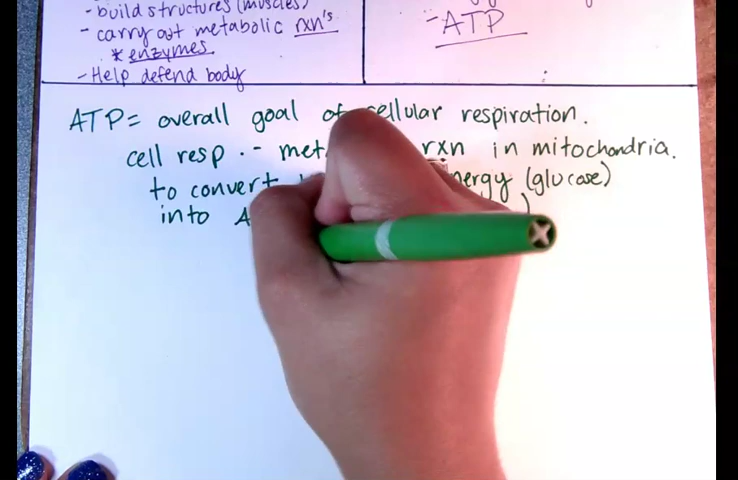 - build structures (muscles)
- carry out metabolic rxn's
* enzymes
- Help defend body
- ATP
ATP = overall goal of cellular respiration.
cell resp. - rxn in mitochondria.
to convert (glucose)
into